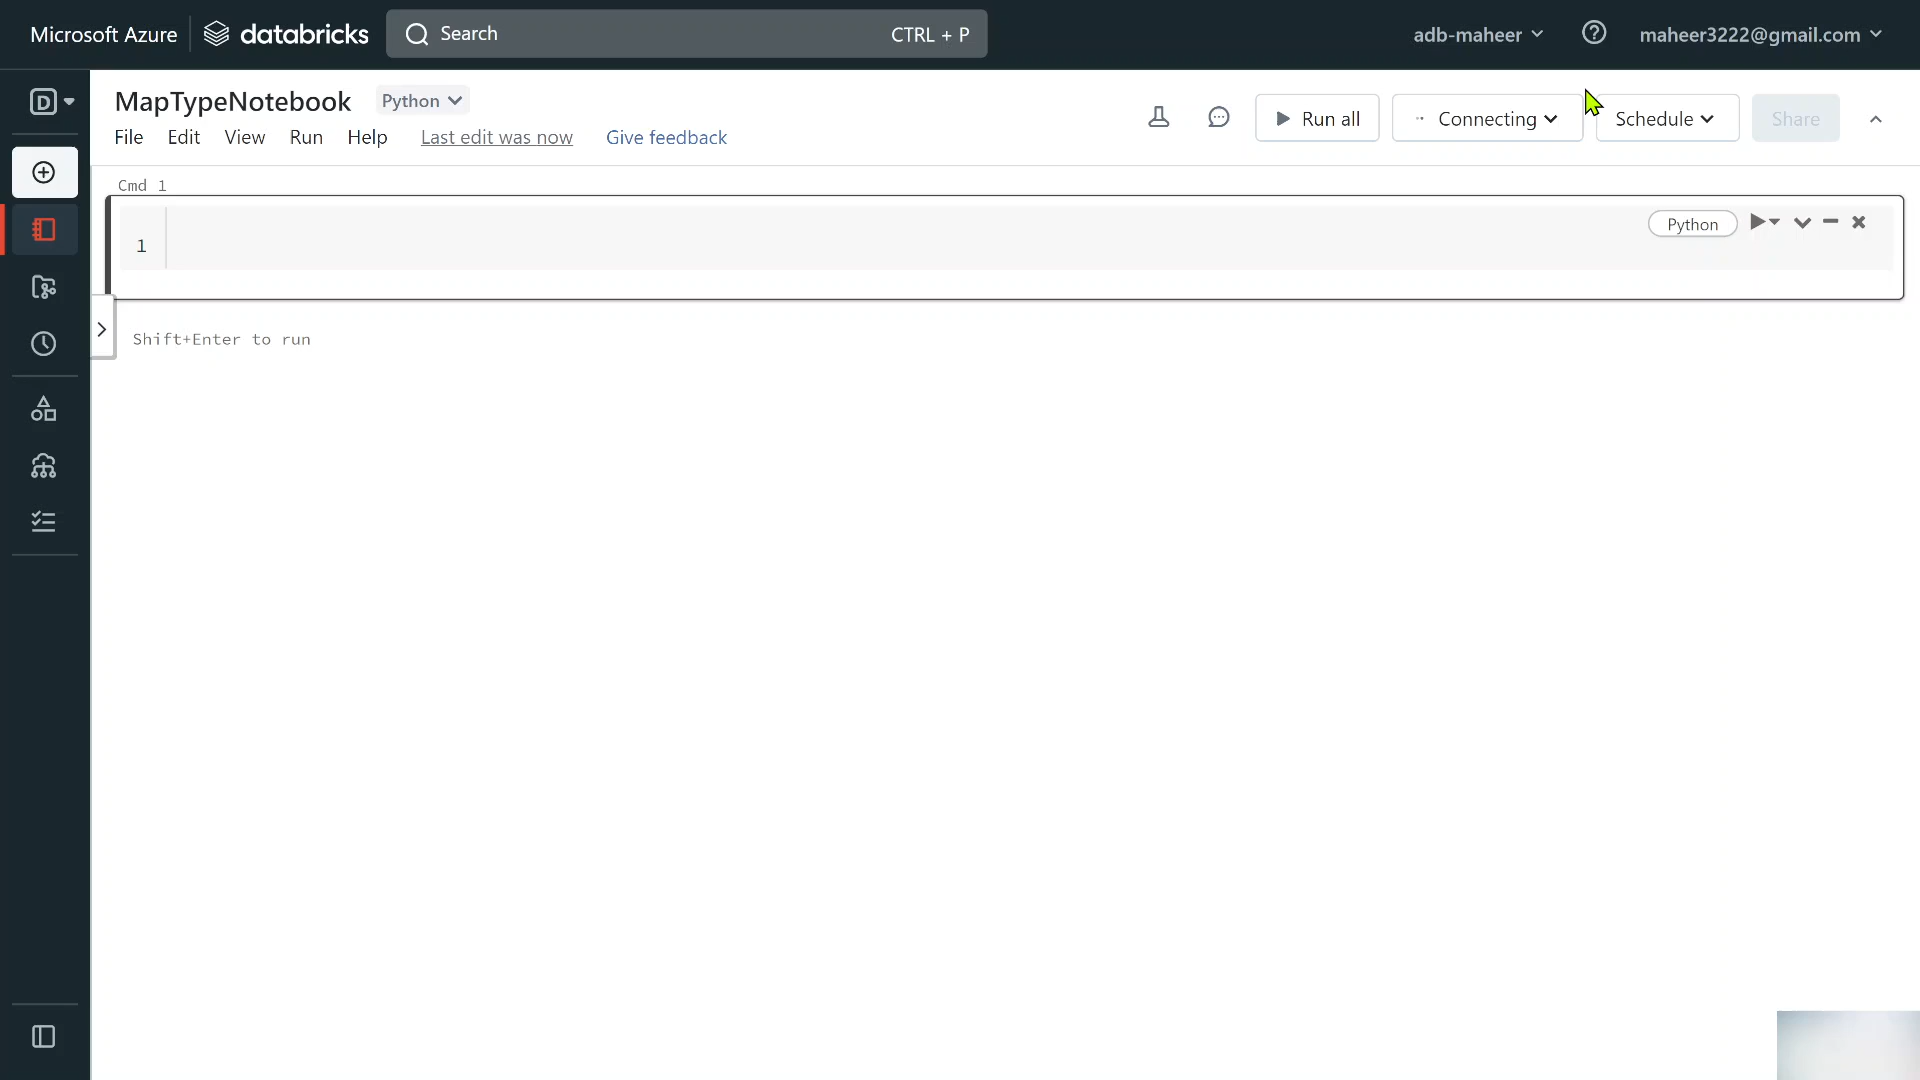 Microsoft Azure databricks Search CTRL + P adb-maheer maheer3222@gmail.com
D MapTypeNotebook Python
File Edit View Run Help Last edit was now Give feedback Run all Connecting Schedule Share
Cmd 1
1 Python
Shift+Enter to run